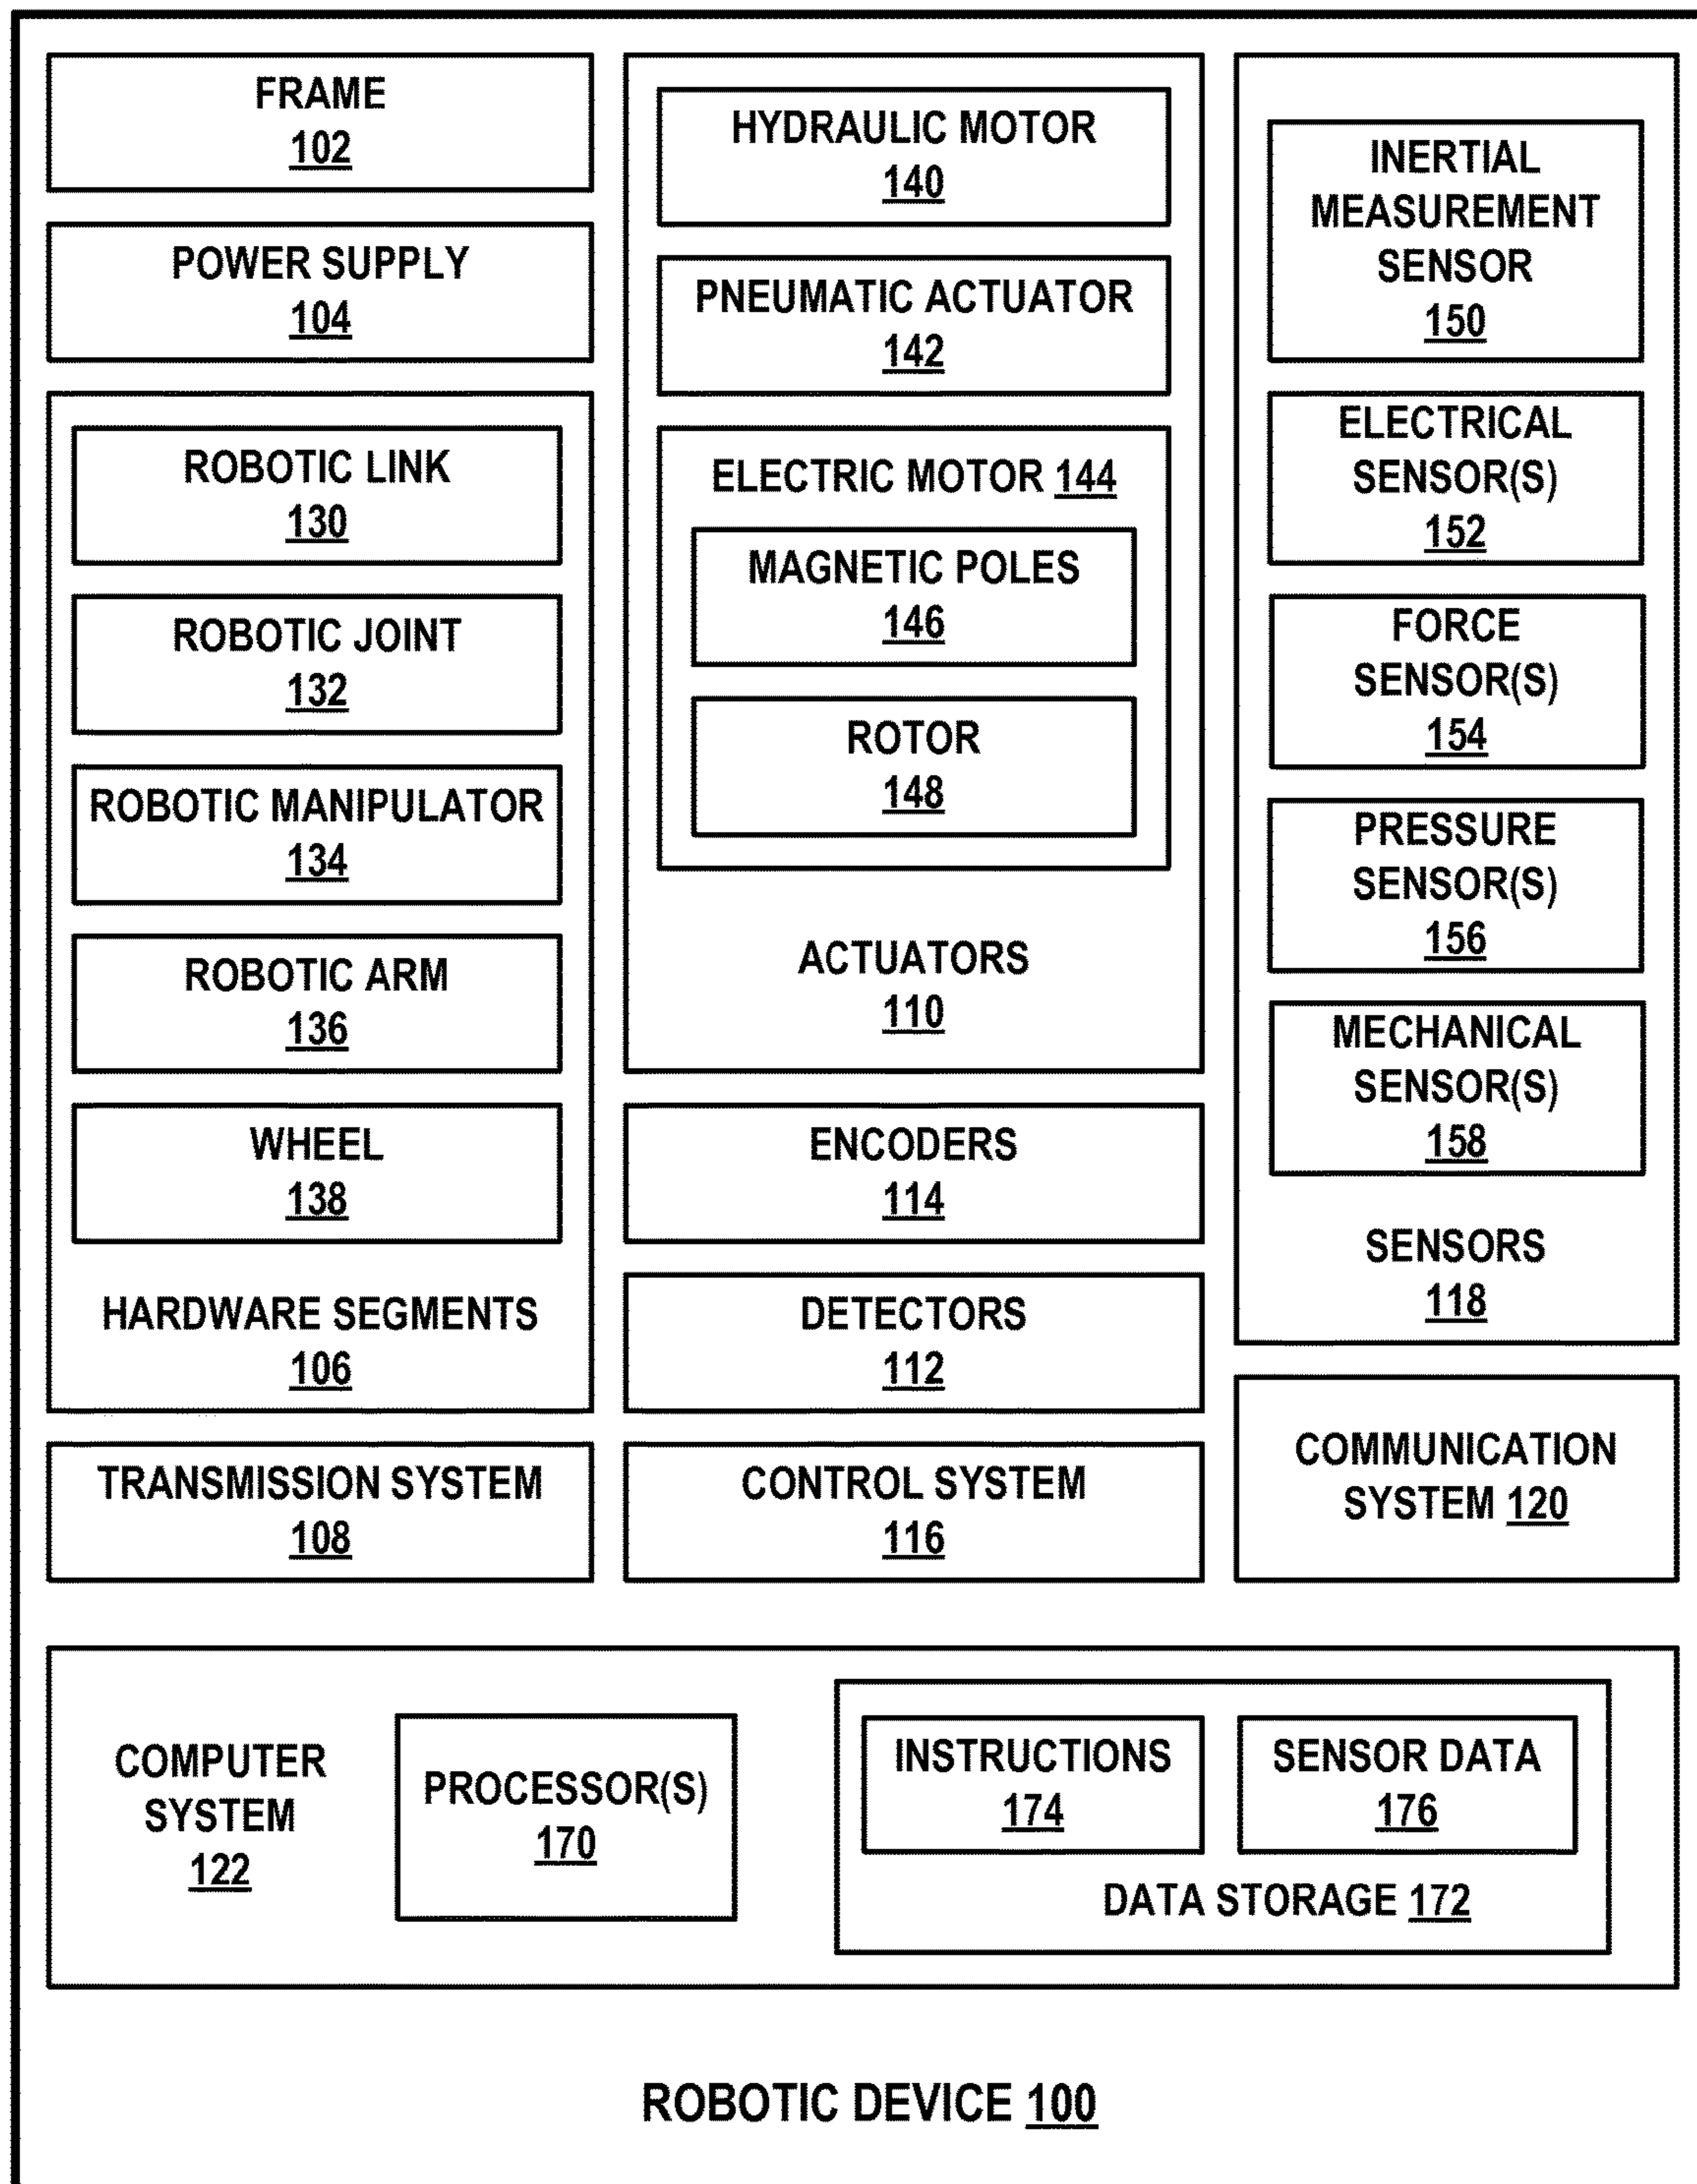 FRAME
102
POWER SUPPLY
104
ROBOTIC LINK
130
ROBOTIC JOINT
132
ROBOTIC MANIPULATOR
134
ROBOTIC ARM
136
WHEEL
138
HARDWARE SEGMENTS
106
TRANSMISSION SYSTEM
108
HYDRAULIC MOTOR
140
PNEUMATIC ACTUATOR
142
ELECTRIC MOTOR 144
MAGNETIC POLES
146
ROTOR
148
ACTUATORS
110
ENCODERS
114
DETECTORS
112
CONTROL SYSTEM
116
INERTIAL
MEASUREMENT
SENSOR
150
ELECTRICAL
SENSOR(S)
152
FORCE
SENSOR(S)
154
PRESSURE
SENSOR(S)
156
MECHANICAL
SENSOR(S)
158
SENSORS
118
COMMUNICATION
SYSTEM 120
COMPUTER
SYSTEM
122
PROCESSOR(S)
170
INSTRUCTIONS
174
SENSOR DATA
176
DATA STORAGE 172
ROBOTIC DEVICE 100